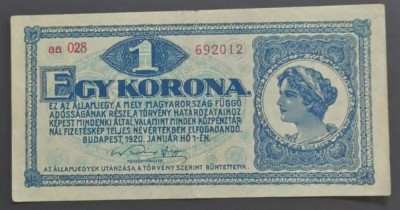 aa 028
1
692012
EGY KORONA.
EZ AZ ÁLLAMJEGY, A MELY MAGYARORSZÁG FÜGGŐ
ADÓSSÁGÁNAK RÉSZE, A TÖRVÉNY HATÁROZATAIHOZ
KÉPEST MINDENKI ÁLTAL, VALAMINT MINDEN KÖZPÉNZTÁR-
NÁL FIZETÉSKÉP TELJES NÉVÉRTÉKBEN ELFOGADANDÓ.
BUDAPEST, 1920. JANUÁR HÓ 1-ÉN.
AZ ÁLLAMJEGYEK UTÁNZÁSA A TÖRVÉNY SZERINT BÜNTETTETIK.